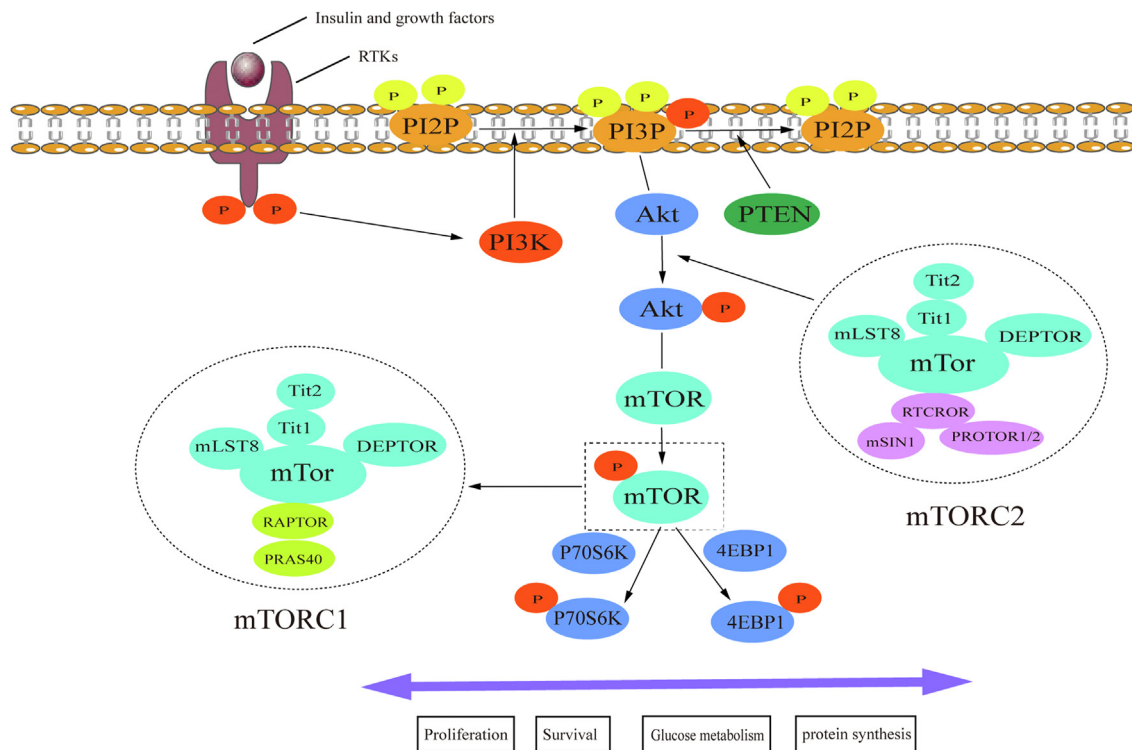 Insulin and growth factors
RTKs
P
P
P
P
P
P
P
PI2P
PI3P
PI2P
P
P
PI3K
Akt
PTEN
Akt
P
Tit2
Tit1
mLST8
DEPTOR
mTor
RTCROR
mSIN1
PROTOR1/2
mTORC2
mTOR
Tit2
Tit1
mLST8
DEPTOR
mTor
RAPTOR
PRAS40
mTORC1
P
mTOR
P70S6K
4EBP1
P
P70S6K
4EBP1
P
Proliferation
Survival
Glucose metabolism
protein synthesis